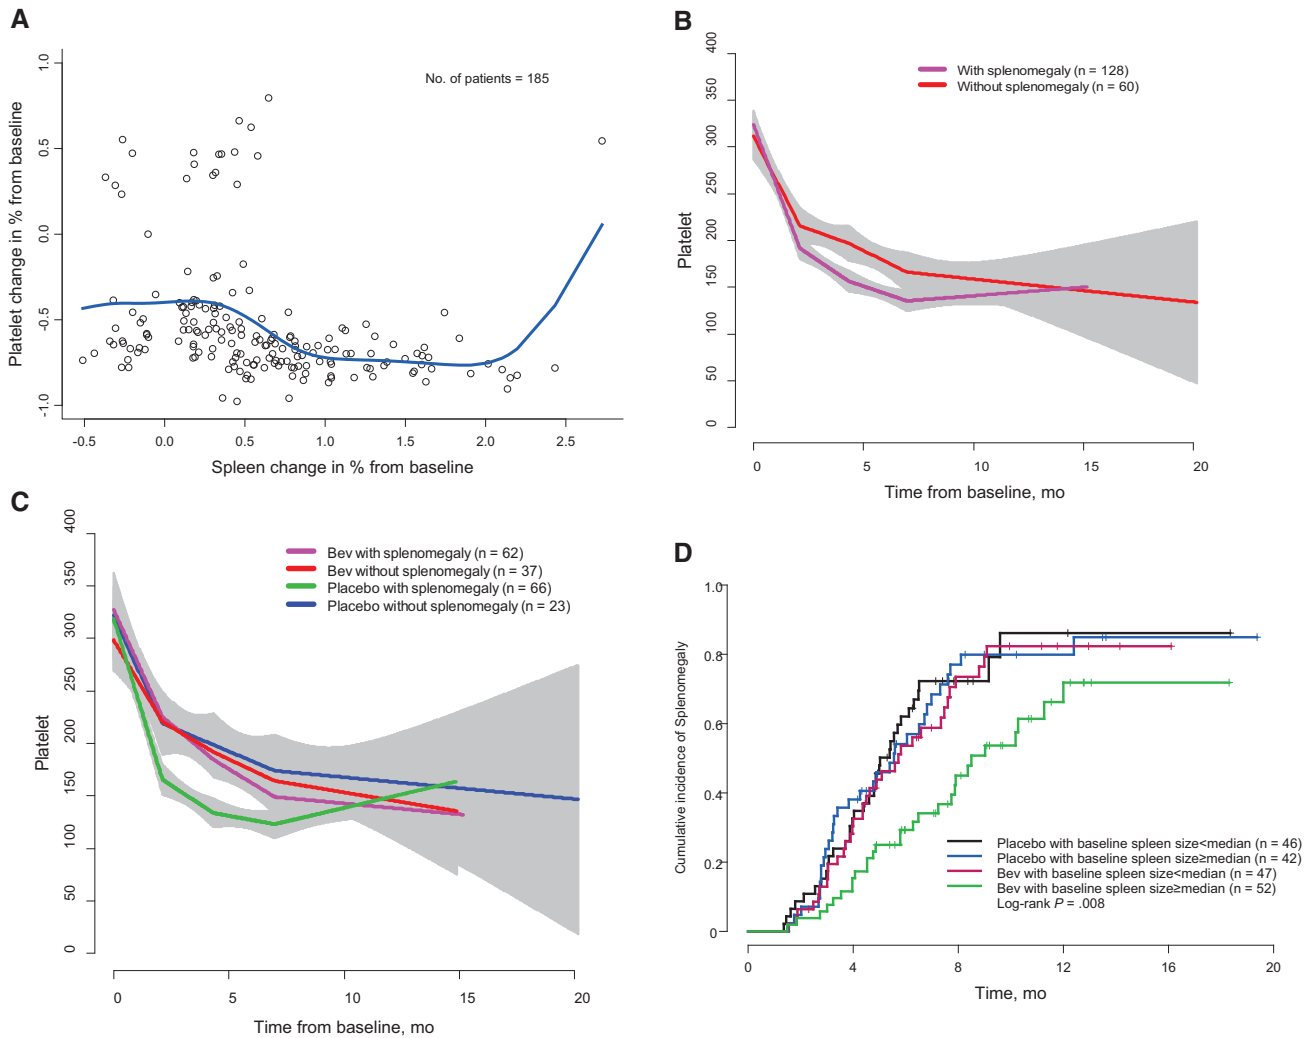 A
No. of patients = 185
Platelet change in % from baseline
1.0
0.5
0.0
-0.5
-1.0
-0.5 0.0 0.5 1.0 1.5 2.0 2.5
Spleen change in % from baseline
B
With splenomegaly (n = 128)
Without splenomegaly (n = 60)
Platelet
400
350
300
250
200
150
100
50
0
0 5 10 15 20
Time from baseline, mo
C
Bev with splenomegaly (n = 62)
Bev without splenomegaly (n = 37)
Placebo with splenomegaly (n = 66)
Placebo without splenomegaly (n = 23)
Platelet
400
350
300
250
200
150
100
50
0
0 5 10 15 20
Time from baseline, mo
D
Cumulative incidence of Splenomegaly
1.0
0.8
0.6
0.4
0.2
0
Placebo with baseline spleen size<median (n = 46)
Placebo with baseline spleen size≥median (n = 42)
Bev with baseline spleen size<median (n = 47)
Bev with baseline spleen size≥median (n = 52)
Log-rank P = .008
0 4 8 12 16 20
Time, mo